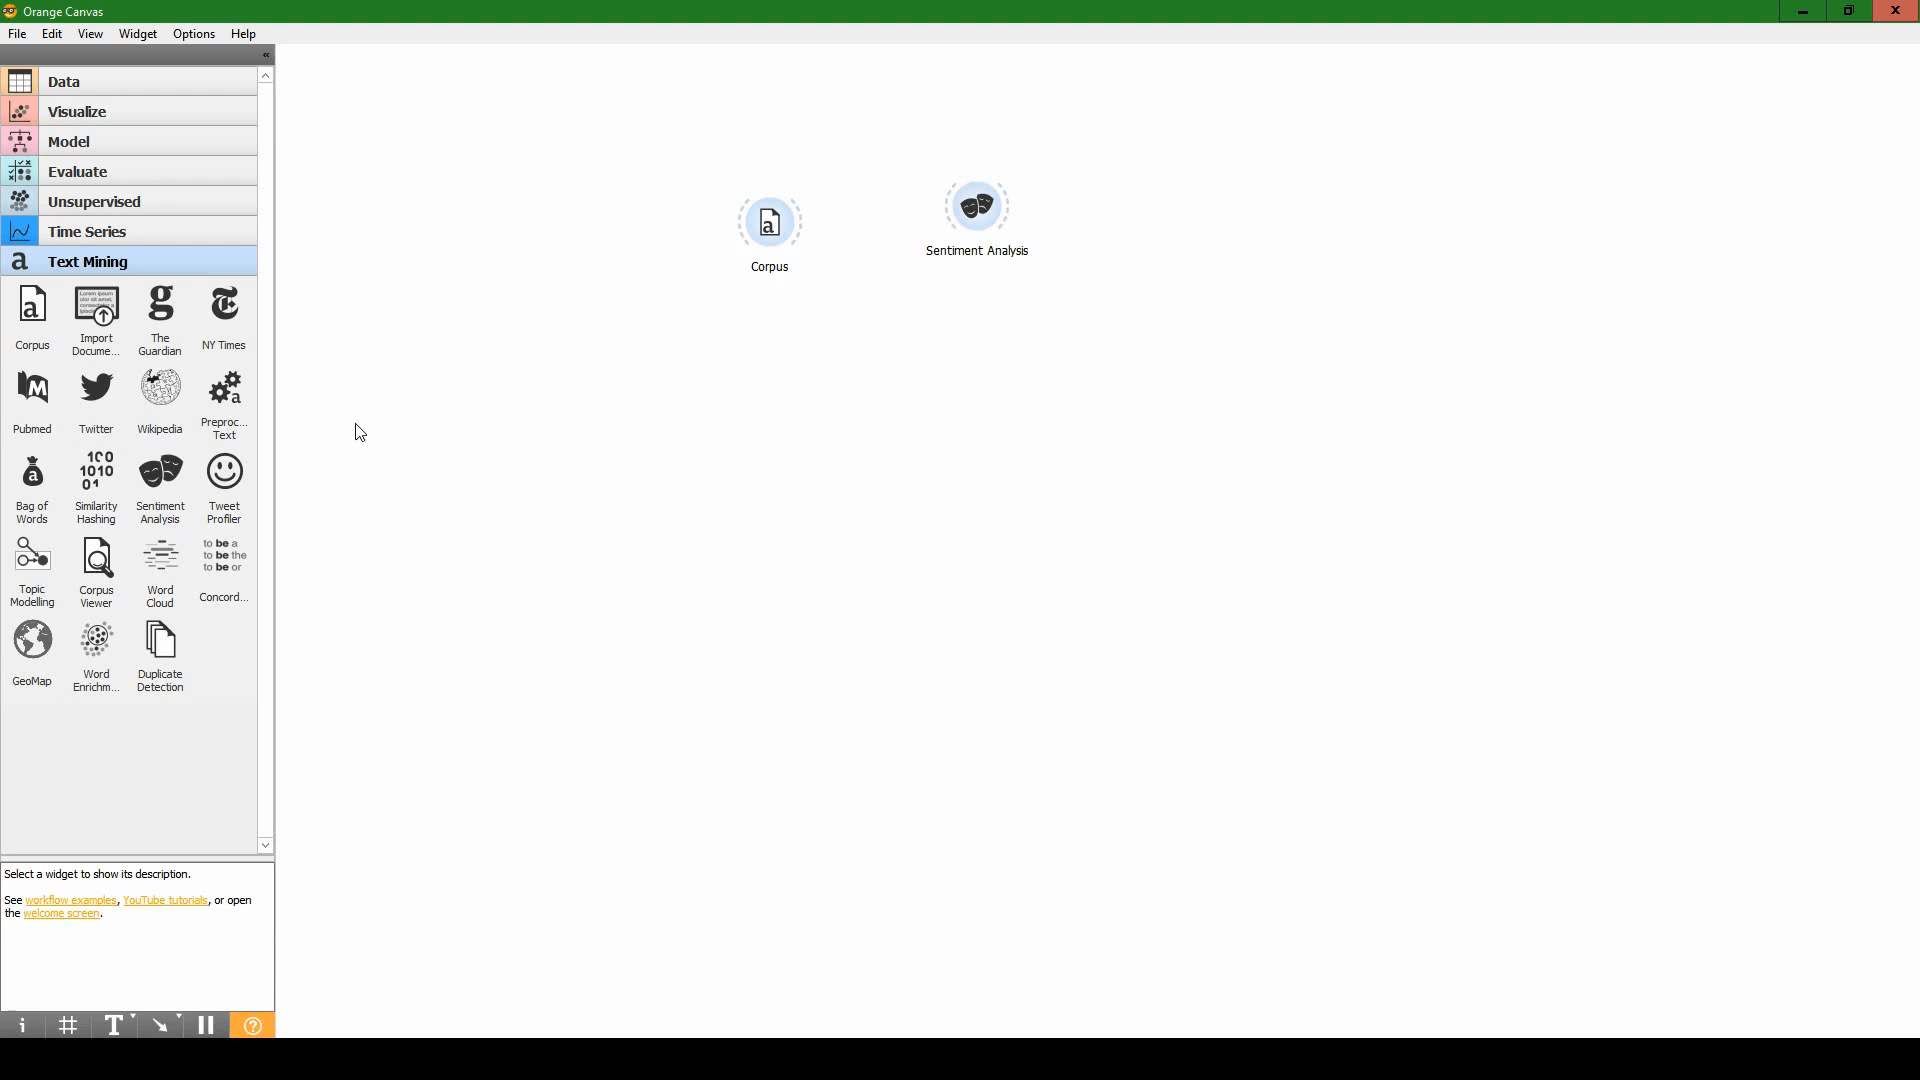 Orange Canvas
File Edit View Widget Options Help
Data
Visualize
Model
Evaluate
Unsupervised
Time Series
Text Mining
Corpus
Import
Docume...
The
Guardian
NY Times
Pubmed
Twitter
Wikipedia
Preproc...
Text
Bag of
Words
Similarity
Hashing
Sentiment
Analysis
Tweet
Profiler
to be a
to be the
to be or
Topic
Modelling
Corpus
Viewer
Word
Cloud
Concord...
GeoMap
Word
Enrichm...
Duplicate
Detection
Corpus
Sentiment Analysis
Select a widget to show its description.
See workflow examples, YouTube tutorials, or open
the welcome screen.